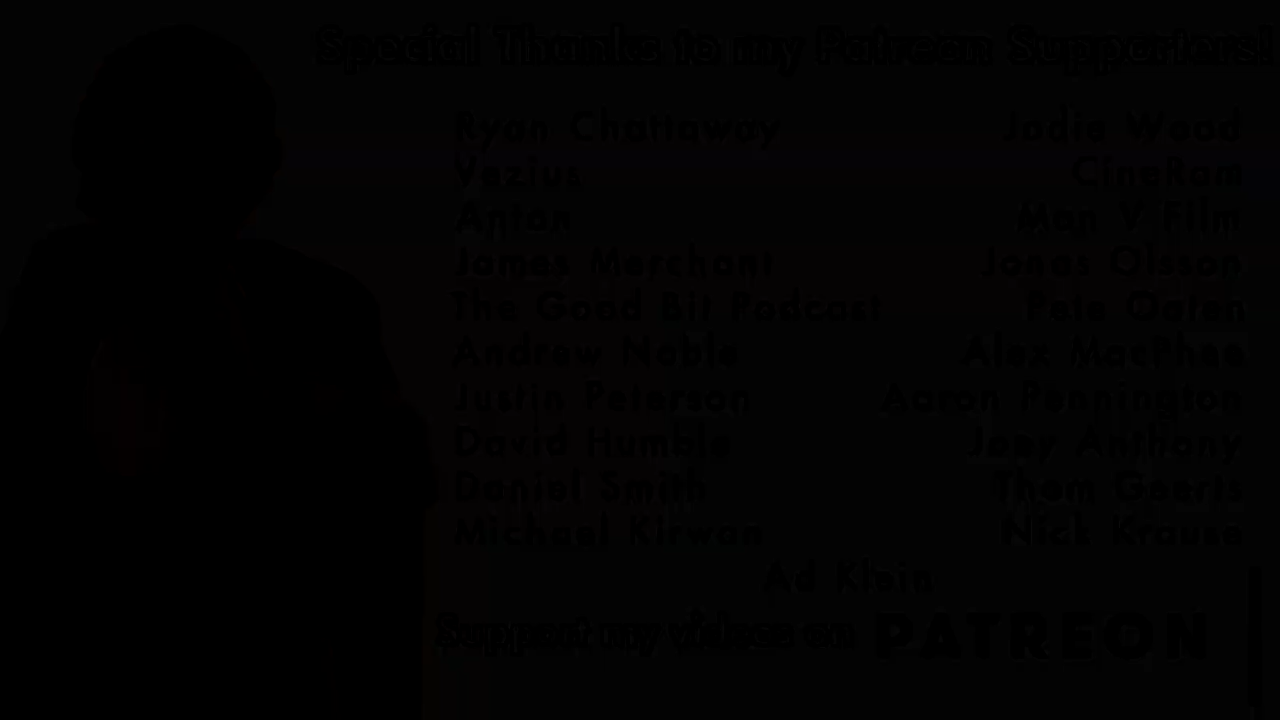 Special Thanks to my Patreon Supporters!
Ryan Chattaway Jodie Wood
Vezius CineRam
Anton Man V Film
James Merchant Jonas Olsson
The Good Bit Podcast Pete Oaten
Andrew Noble Alex MacPhee
Justin Peterson Aaron Pennington
David Humble Joey Anthony
Daniel Smith Thom Geerts
Michael Kirwan Nick Krause
Ad Klein
Support my videos on PATREON